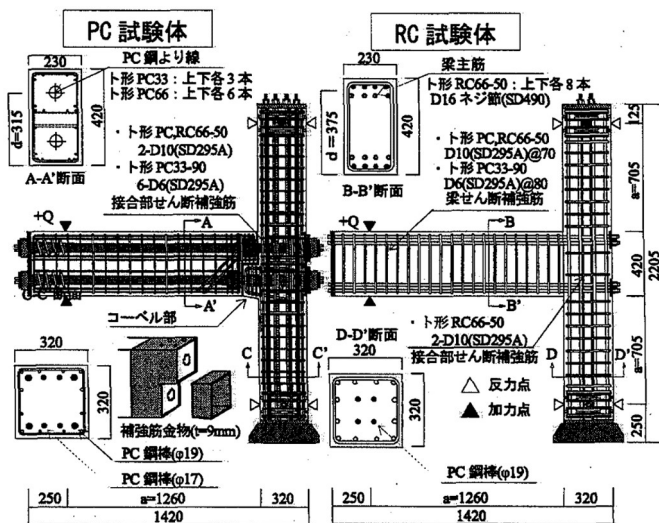 PC 試験体
RC 試験体
230
PC 鋼より線
ト形 PC33：上下各3本
ト形 PC66：上下各6本
d=315
420
A-A'断面
・ ト形 PC,RC66-50
2-D10(SD295A)
・ ト形 PC33-90
6-D6(SD295A)
接合部せん断補強筋
+Q
A
A'
コーベル部
C
C'
C-C'断面
320
320
補強筋金物(t=9mm)
PC 鋼棒(φ19)
PC 鋼棒(φ17)
250
a=1260
320
1420
230
梁主筋
ト形 RC66-50：上下各8本
D16 ネジ節(SD490)
d=375
420
B-B'断面
・ ト形 PC,RC66-50
D10(SD295A)@70
・ ト形 PC33-90
D6(SD295A)@80
梁せん断補強筋
+Q
B
B'
・ ト形 RC66-50
2-D10(SD295A)
接合部せん断補強筋
D-D'断面
320
320
D
D'
△ 反力点
▲ 加力点
PC 鋼棒(φ19)
125
a=705
420
2205
a=705
250
250
a=1260
320
1420